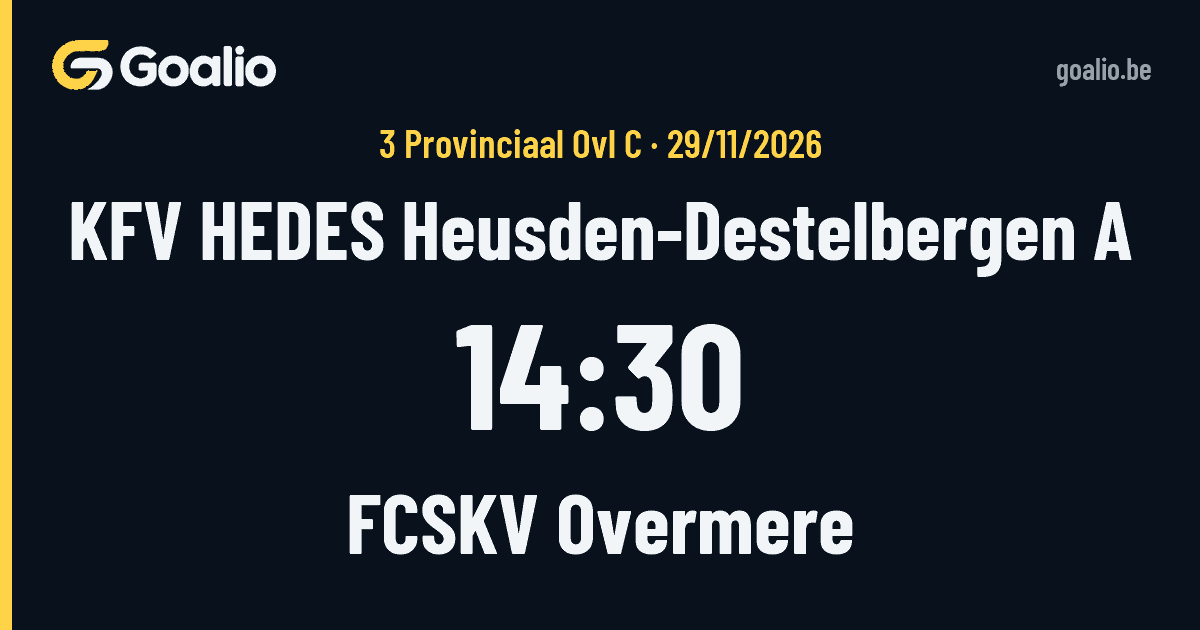 Goalio
goalio.be
3 Provinciaal Ovl C · 29/11/2026
KFV HEDES Heusden-Destelbergen A
14:30
FCSKV Overmere